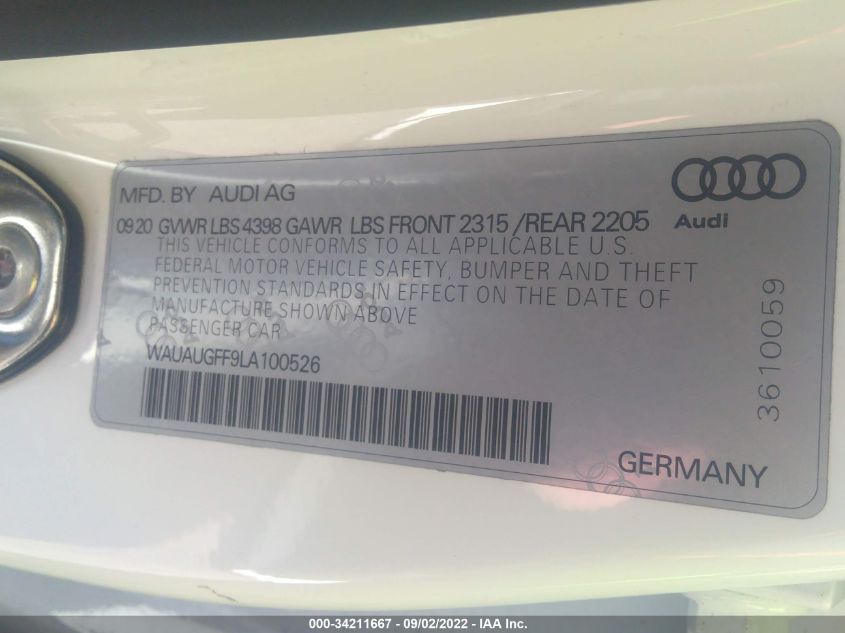 MFD. BY AUDI AG
Audi
09 20 GVWR LBS 4398 GAWR LBS FRONT 2315 / REAR 2205
THIS VEHICLE CONFORMS TO ALL APPLICABLE U.S.
FEDERAL MOTOR VEHICLE SAFETY, BUMPER AND THEFT
PREVENTION STANDARDS IN EFFECT ON THE DATE OF
MANUFACTURE SHOWN ABOVE
PASSENGER CAR
WAUAUGFF9LA100526
3610059
GERMANY
000-34211667 - 09/02/2022 - IAA Inc.